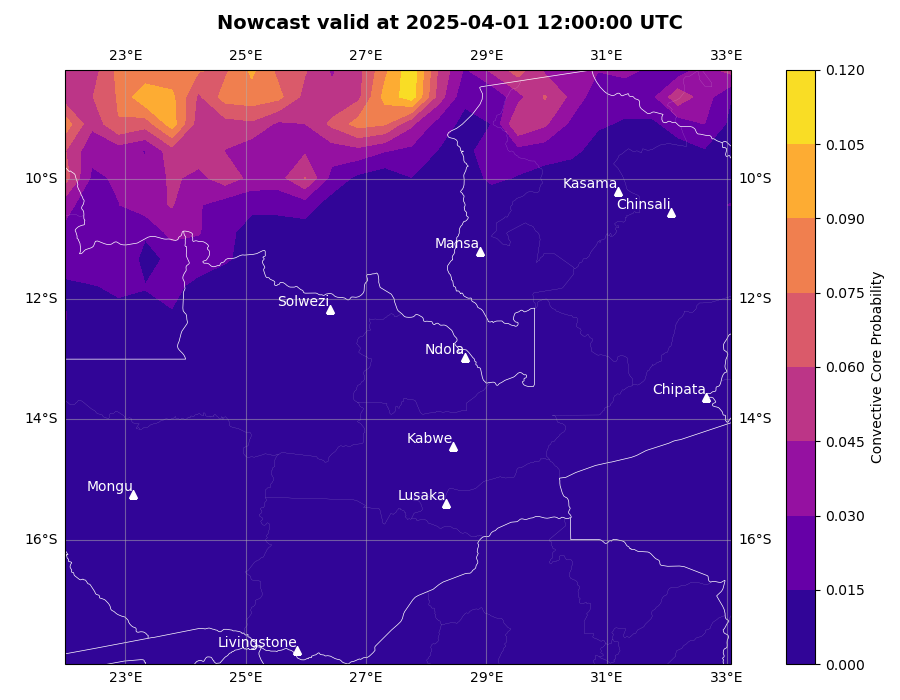 Nowcast valid at 2025-04-01 12:00:00 UTC
23°E 25°E 27°E 29°E 31°E 33°E
0.120
0.105
10°S 10°S
Kasama
Chinsali
0.090
Mansa
0.075
12°S 12°S
Solwezi
0.060
Ndola
Chipata
14°S 14°S
0.045
Kabwe
Mongu
Lusaka
0.030
16°S 16°S
0.015
Livingstone
0.000
23°E 25°E 27°E 29°E 31°E 33°E
Convective Core Probability